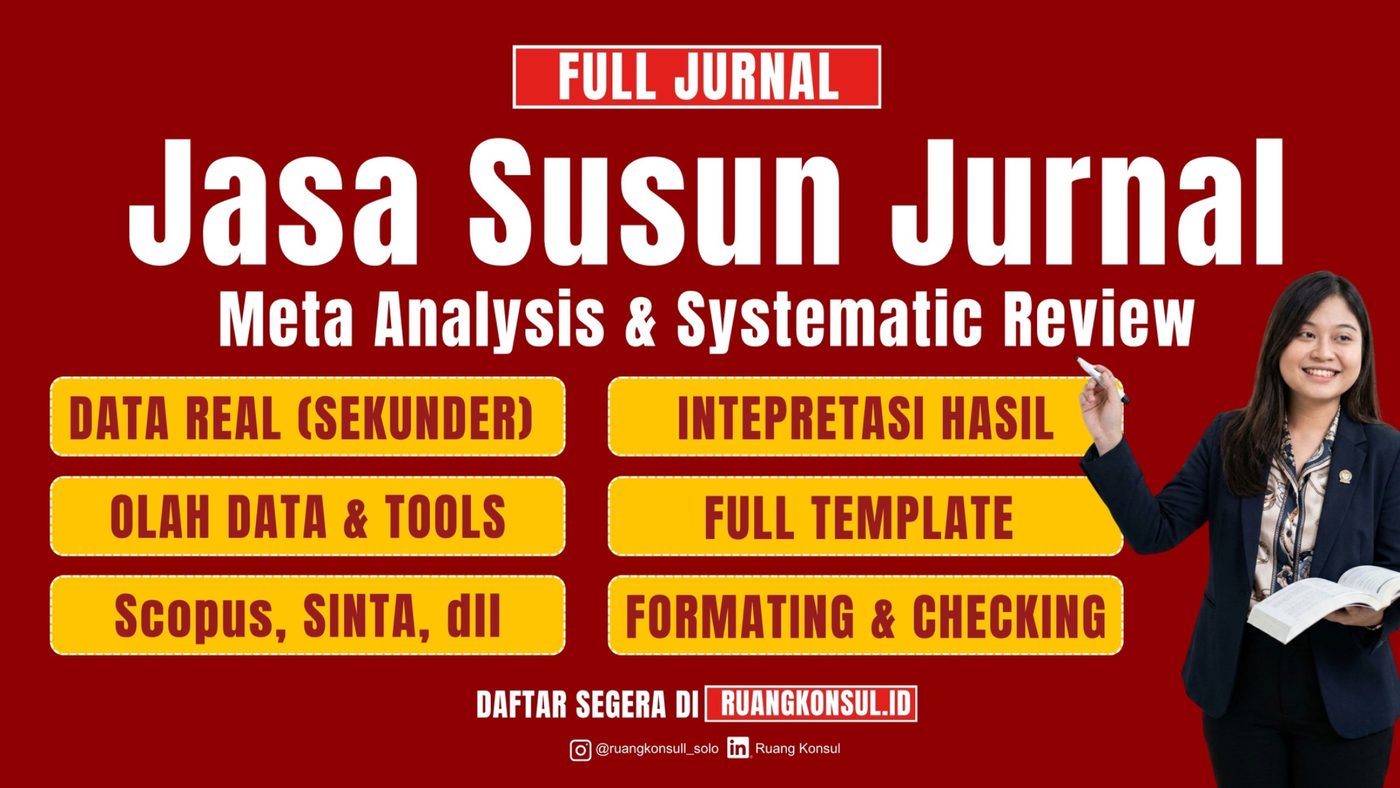 FULL JURNAL
Jasa Susun Jurnal
Meta Analysis & Systematic Review
DATA REAL (SEKUNDER)
INTEPRETASI HASIL
OLAH DATA & TOOLS
FULL TEMPLATE
Scopus, SINTA, dll
FORMATING & CHECKING
DAFTAR SEGERA DI RUANGKONSUL.ID
@ruangkonsull_solo in Ruang Konsul